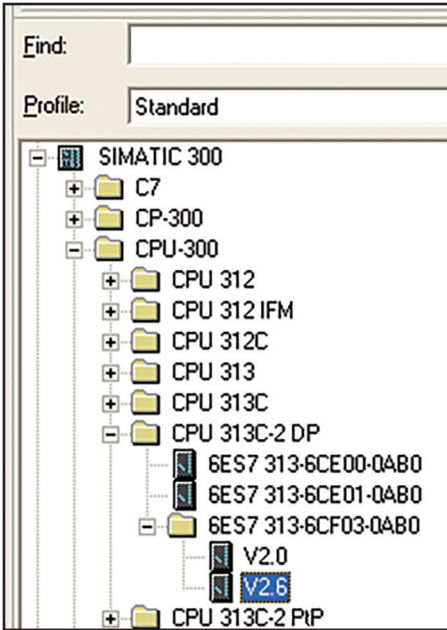 Find:
Profile: Standard
SIMATIC 300
C7
CP-300
CPU-300
CPU 312
CPU 312 IFM
CPU 312C
CPU 313
CPU 313C
CPU 313C-2 DP
6ES7 313-6CE00-0AB0
6ES7 313-6CE01-0AB0
6ES7 313-6CF03-0AB0
V2.0
V2.6
CPU 313C-2 PtP